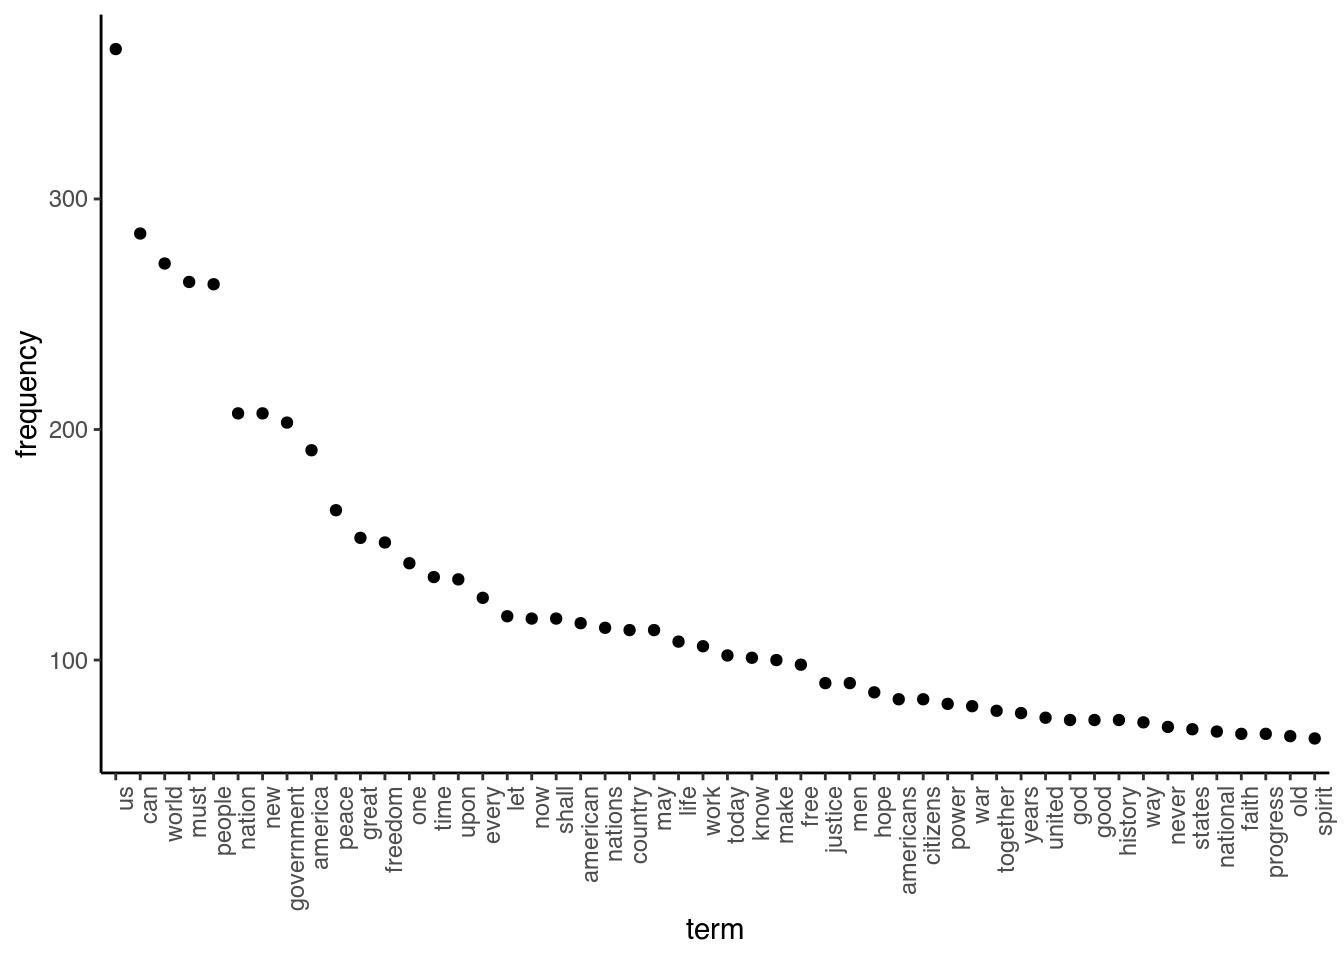 300
200
100
frequency
us
can
world
must
people
nation
new
government
america
peace
great
freedom
one
time
upon
every
let
now
shall
american
nations
country
may
life
work
today
know
make
free
justice
men
hope
americans
citizens
power
war
together
years
united
god
good
history
way
never
states
national
faith
progress
old
spirit
term